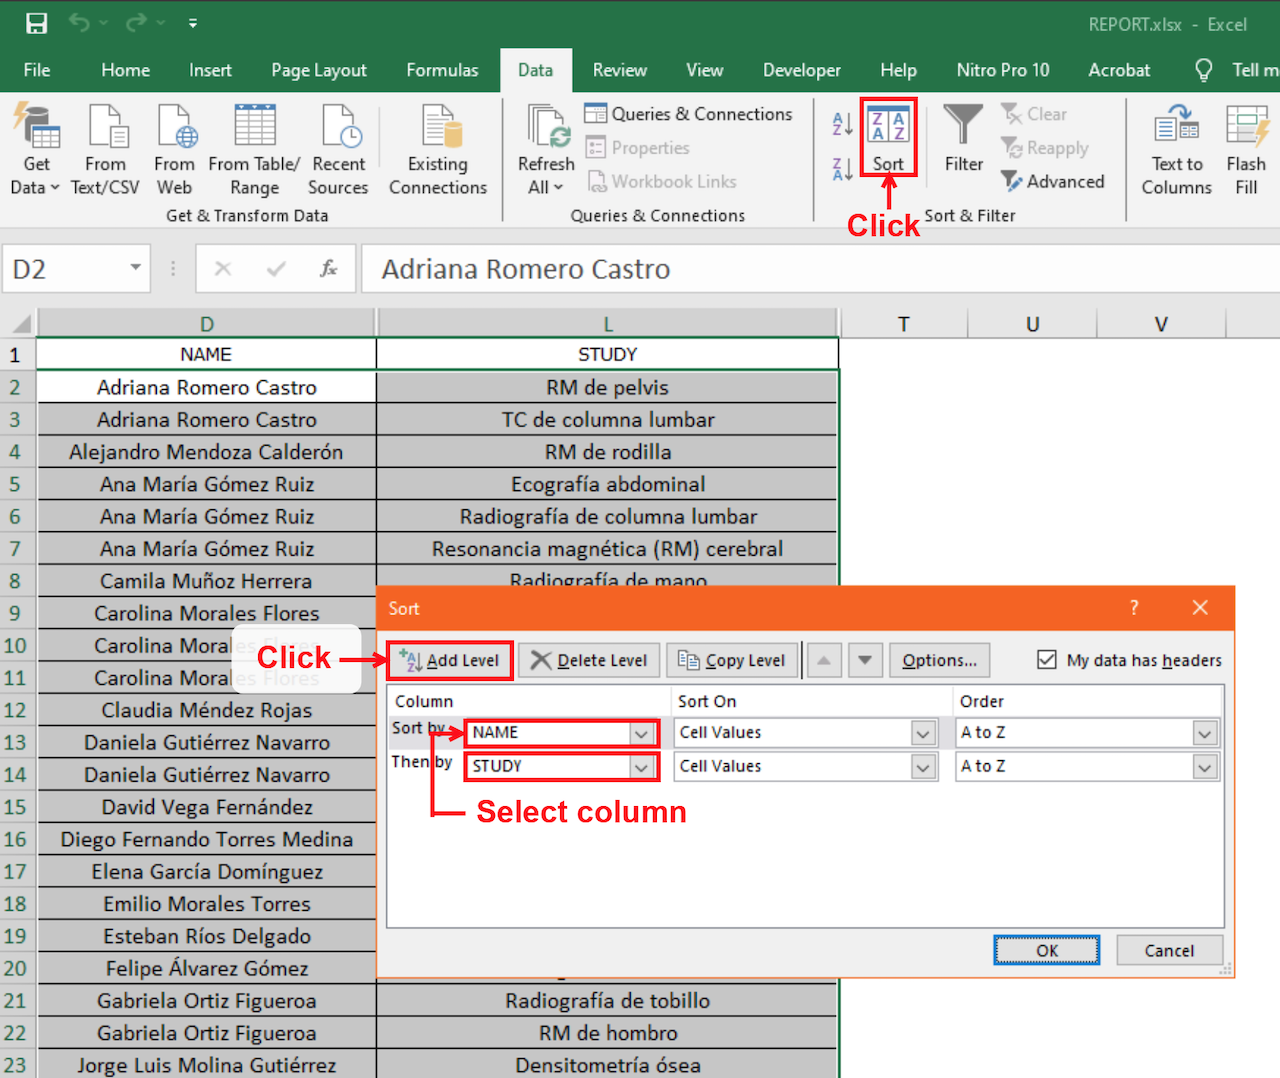 REPORT.xlsx - Excel
File Home Insert Page Layout Formulas Data Review View Developer Help Nitro Pro 10 Acrobat Tell m
Get Data
From Text/CSV
From Web
From Table/ Range
Recent Sources
Existing Connections
Get & Transform Data
Refresh All
Queries & Connections
Properties
Workbook Links
Queries & Connections
Sort
Filter
Clear
Reapply
Advanced
Sort & Filter
Text to Columns
Flash Fill
Click
D2 fx Adriana Romero Castro
D L T U V
1 NAME STUDY
2 Adriana Romero Castro RM de pelvis
3 Adriana Romero Castro TC de columna lumbar
4 Alejandro Mendoza Calderón RM de rodilla
5 Ana María Gómez Ruiz Ecografía abdominal
6 Ana María Gómez Ruiz Radiografía de columna lumbar
7 Ana María Gómez Ruiz Resonancia magnética (RM) cerebral
8 Camila Muñoz Herrera Radiografía de mano
9 Carolina Morales Flores
10 Carolina Morales Flores
11 Carolina Morales Flores
12 Claudia Méndez Rojas
13 Daniela Gutiérrez Navarro
14 Daniela Gutiérrez Navarro
15 David Vega Fernández
16 Diego Fernando Torres Medina
17 Elena García Domínguez
18 Emilio Morales Torres
19 Esteban Ríos Delgado
20 Felipe Álvarez Gómez
21 Gabriela Ortiz Figueroa Radiografía de tobillo
22 Gabriela Ortiz Figueroa RM de hombro
23 Jorge Luis Molina Gutiérrez Densitometría ósea
Sort ?
Click
Add Level Delete Level Copy Level Options... My data has headers
Column Sort On Order
Sort by NAME Cell Values A to Z
Then by STUDY Cell Values A to Z
Select column
OK Cancel